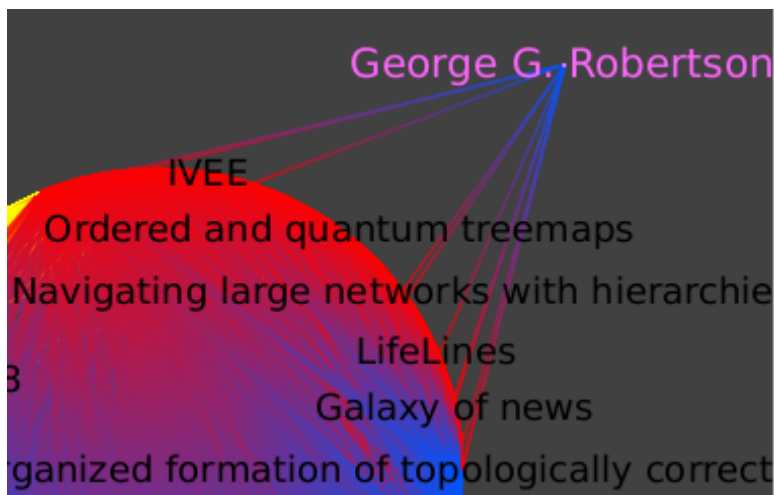 George G. Robertson
IVEE
Ordered and quantum treemaps
Navigating large networks with hierarchie
LifeLines
3
Galaxy of news
rganized formation of topologically correct